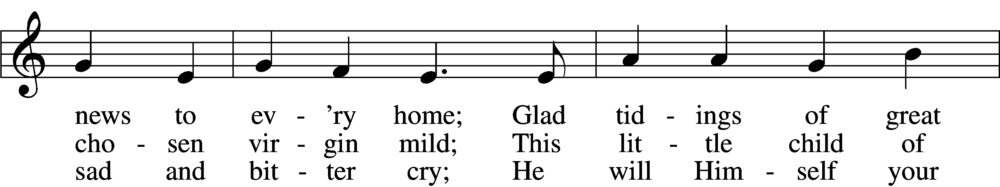 news to ev - ’ry home; Glad tid - ings of great
cho - sen vir - gin mild; This lit - tle child of
sad and bit - ter cry; He will Him - self your